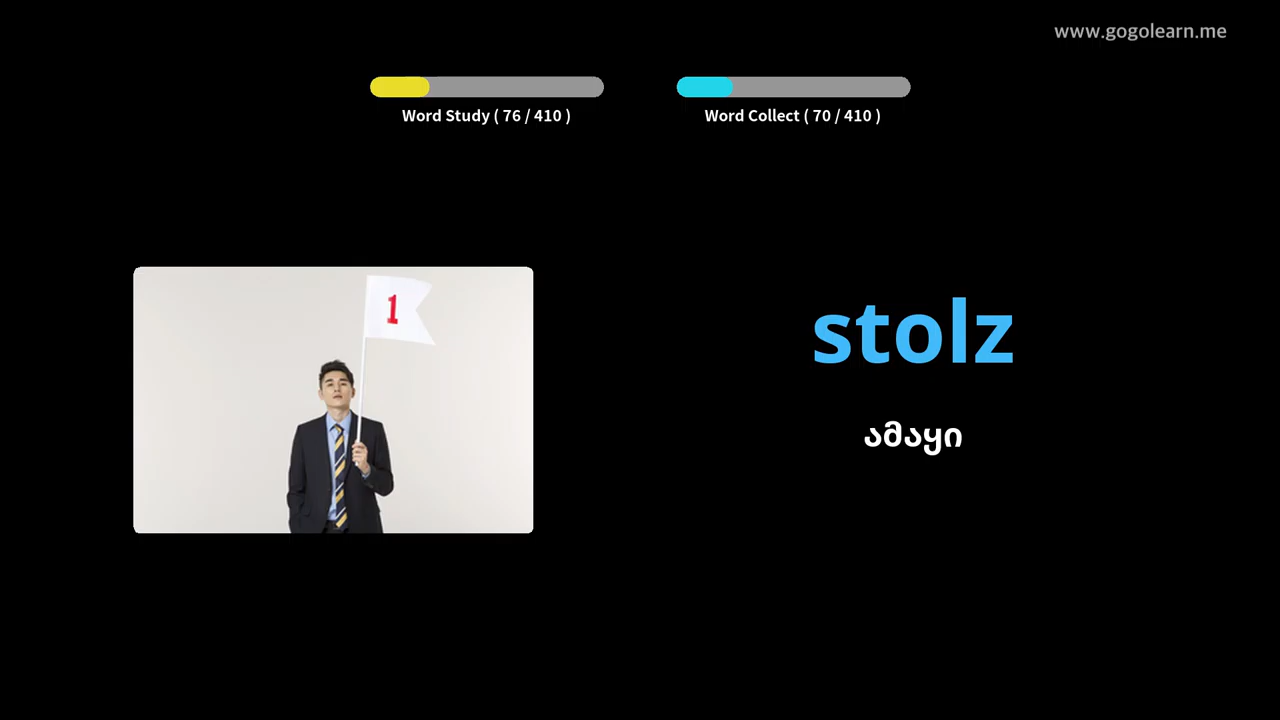 www.gogolearn.me
Word Study ( 76 / 410 )
Word Collect ( 70 / 410 )
1
stolz
ამაყი